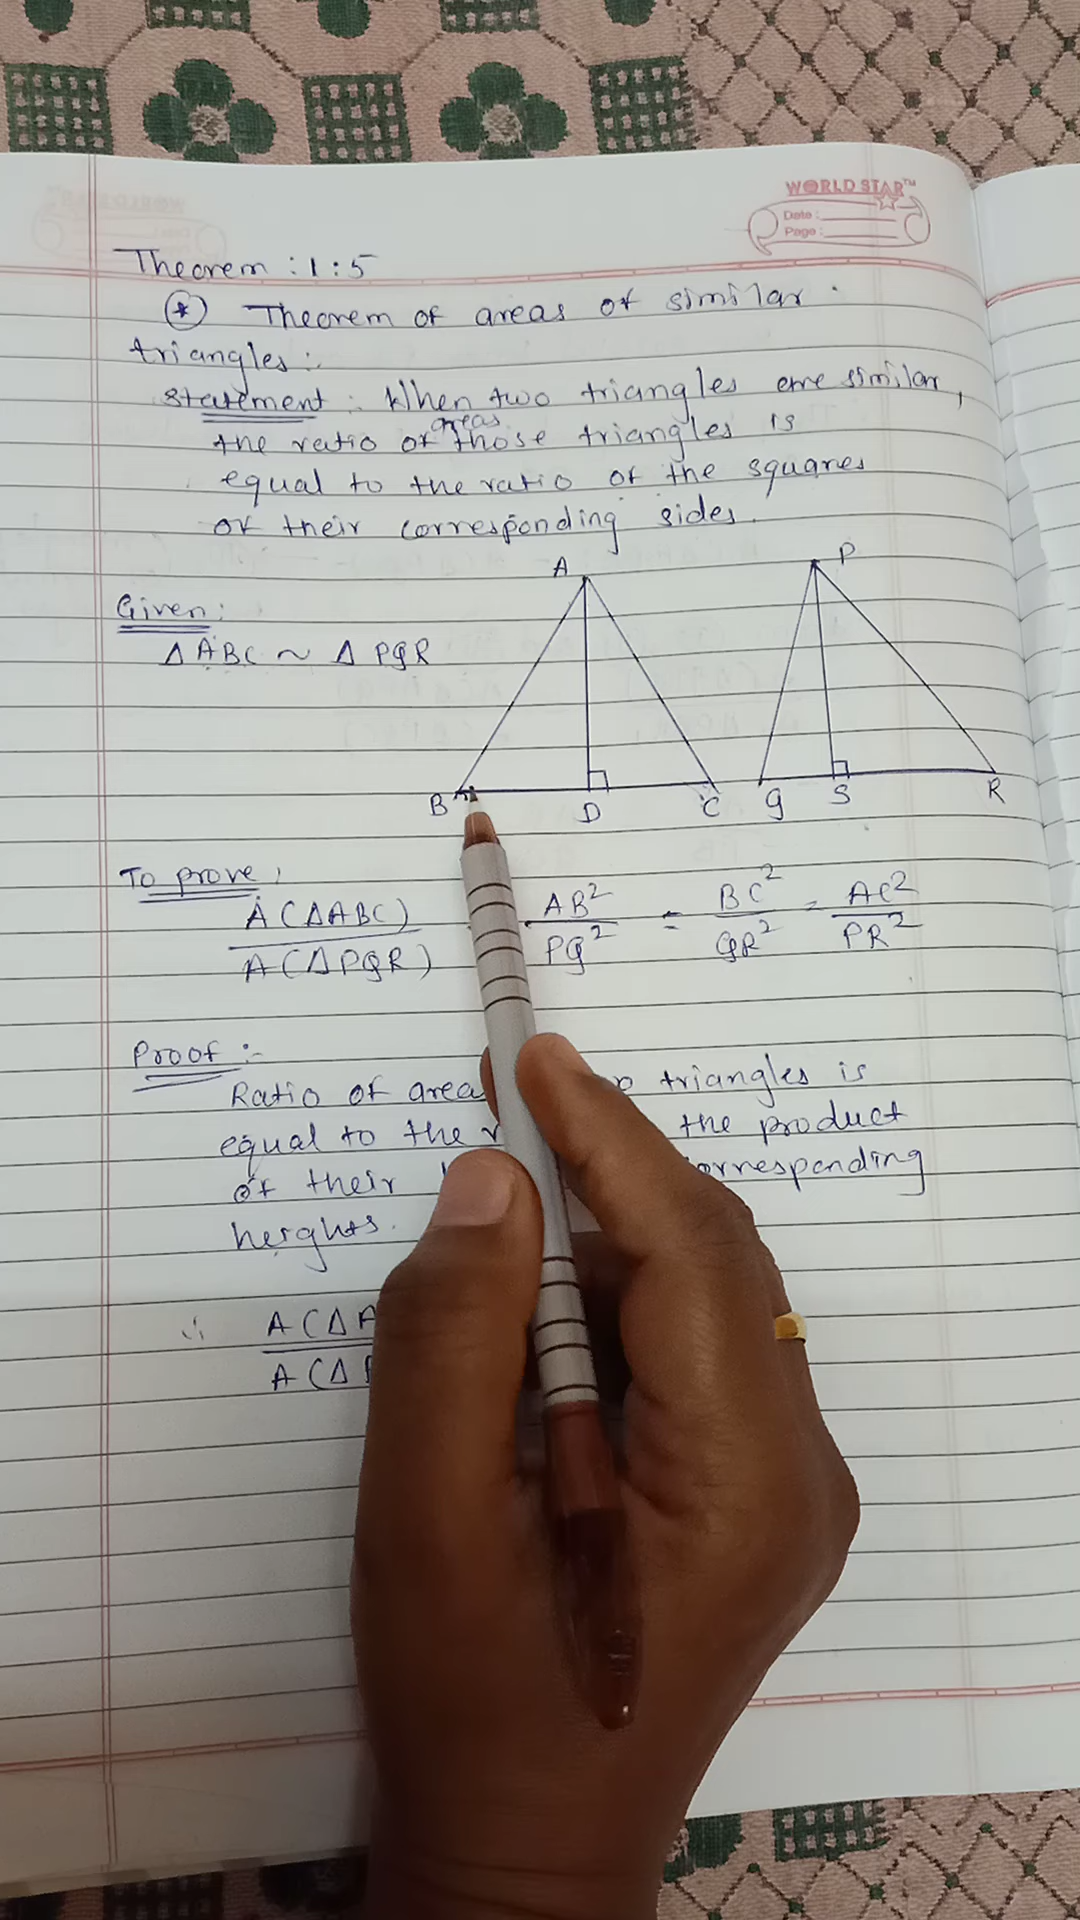 WORLD STAR™
Date :
Page :
Theorem : 1:5
* Theorem of areas of similar
triangles :-
Statement : When two triangles are similar,
areas
the ratio of those triangles is
equal to the ratio of the squares
of their corresponding sides.
A P
Given :
Δ ABC ~ Δ PQR
B D C Q S R
To prove :
A(ΔABC) AB² = BC² = AC²
A(ΔPQR) PQ² QR² PR²
Proof :-
Ratio of area triangles is
equal to the the product
of their corresponding
heights.
∴ A(Δ
A(Δ